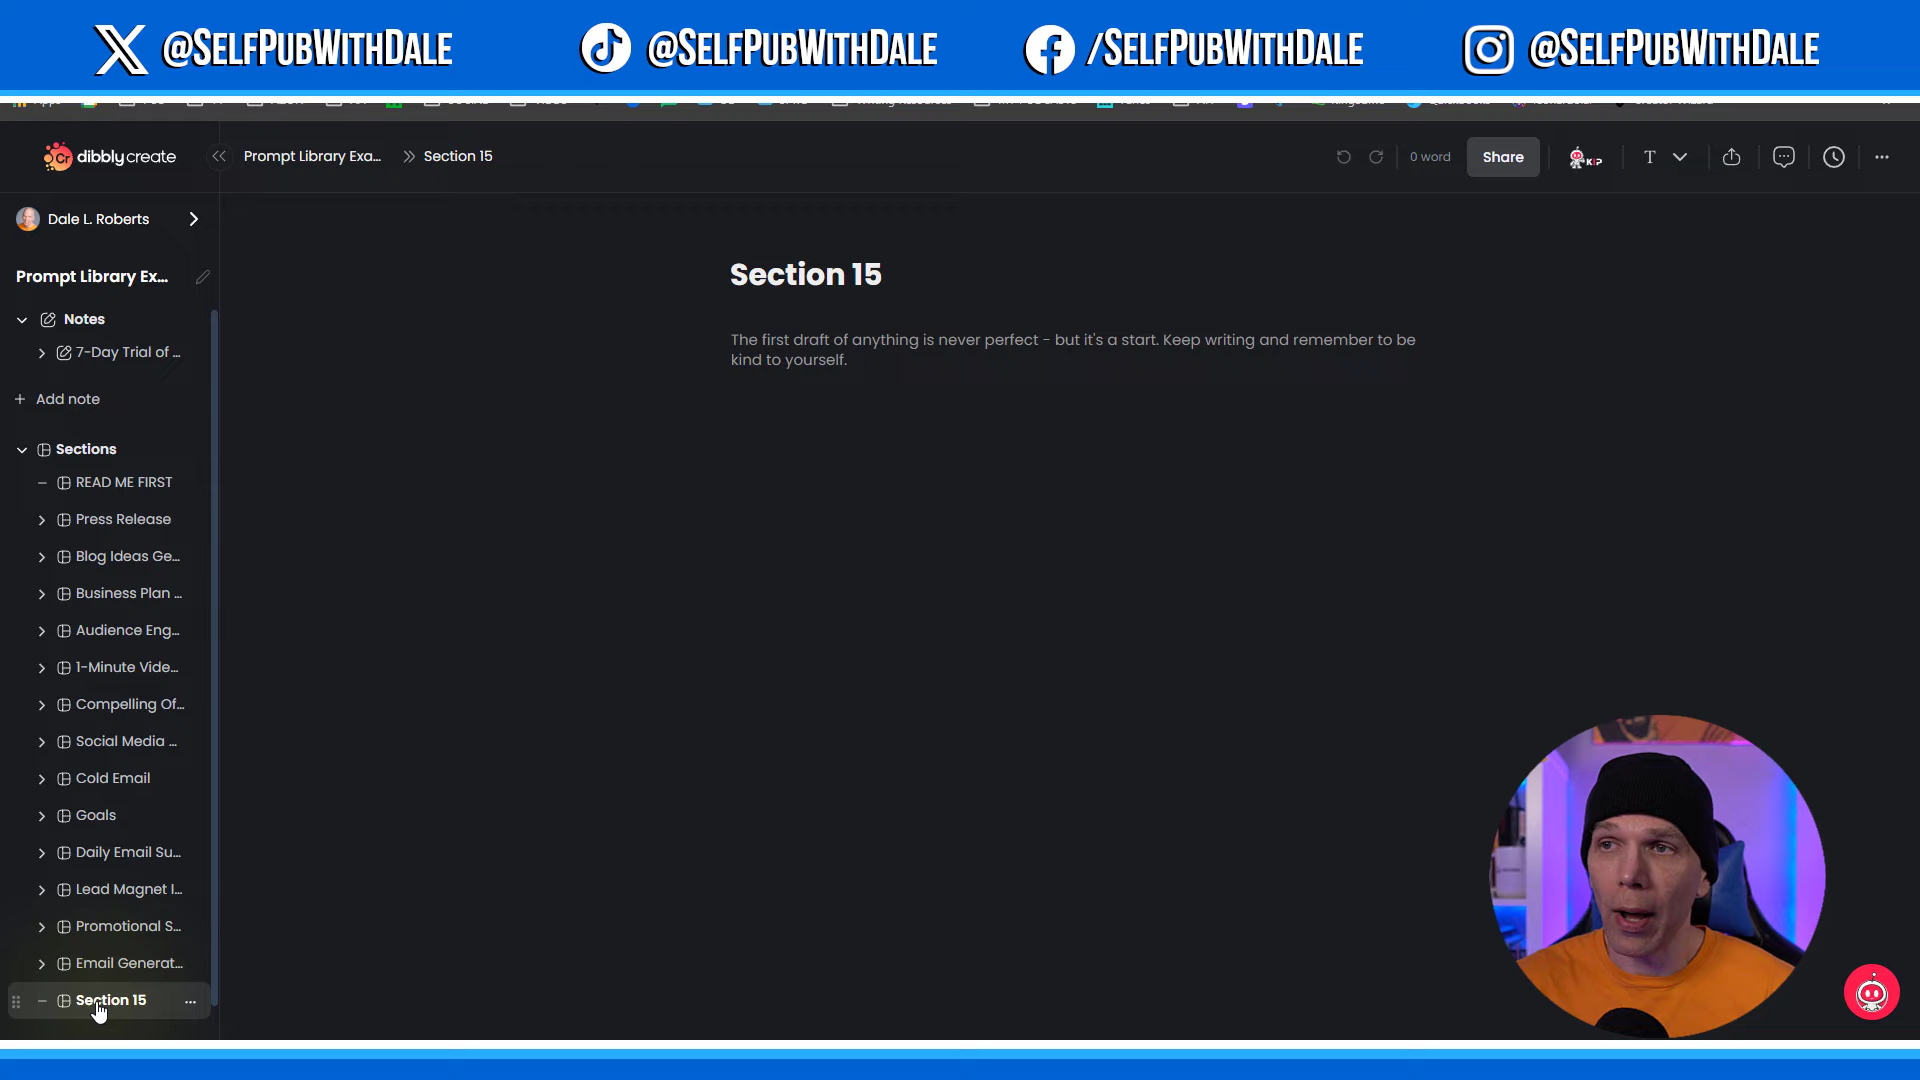 @SELFPUBWITHDALE
@SELFPUBWITHDALE
/SELFPUBWITHDALE
@SELFPUBWITHDALE
Cr dibbly create
Prompt Library Exa...
Section 15
0 word
Share
KIP
T
Dale L. Roberts
Prompt Library Ex...
Notes
7-Day Trial of ...
+ Add note
Sections
READ ME FIRST
Press Release
Blog Ideas Ge...
Business Plan ...
Audience Eng...
1-Minute Vide...
Compelling Of...
Social Media ...
Cold Email
Goals
Daily Email Su...
Lead Magnet I...
Promotional S...
Email Generat...
Section 15
Section 15
The first draft of anything is never perfect - but it's a start. Keep writing and remember to be
kind to yourself.